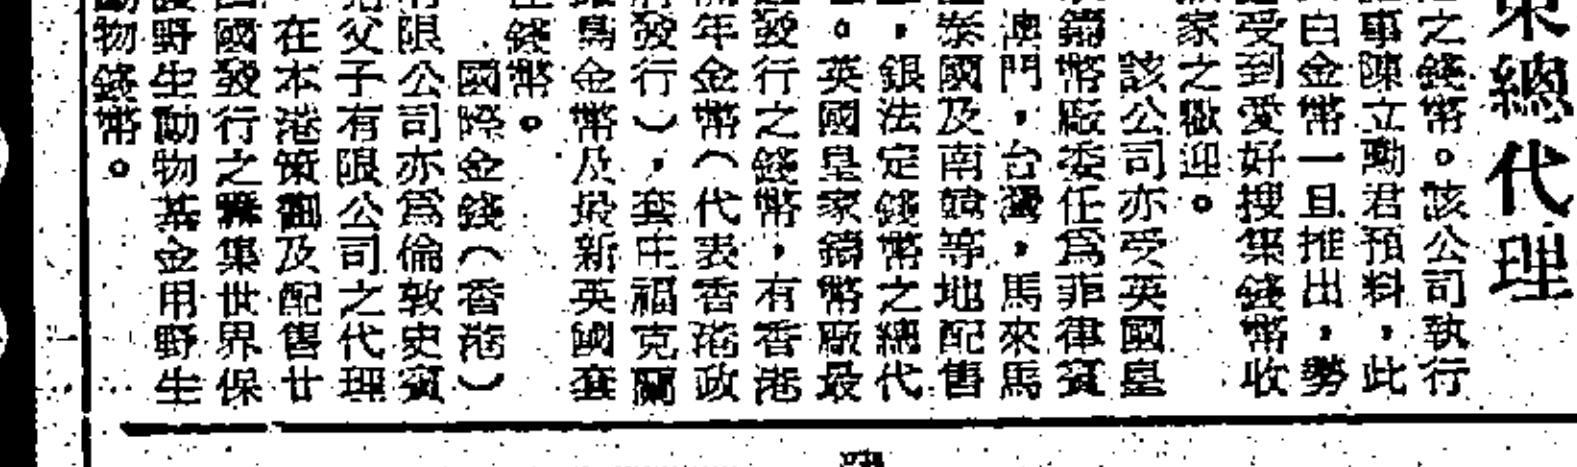 東總代理
之錢幣。該公司執行
事陳立勳君預料，此
白金幣一旦推出，勢
受到愛好搜集錢幣收
家之歡迎。
該公司亦受英國皇
鑄幣廠委任為菲律賓
澳門，台灣，馬來馬
泰國及南韓等地配售
，銀法定錢幣之總代
。英國皇家鑄幣廠最
發行之錢幣，有香港
年金幣（代表香港政
發行），套庄福克蘭
島金幣及最新英國套
錢幣。
國際金錢（香港）
限公司亦爲倫敦史賓
父子有限公司之代理
在本港策劃及配售廿
國發行之集世界保
野生動物基金用野生
動物錢幣。